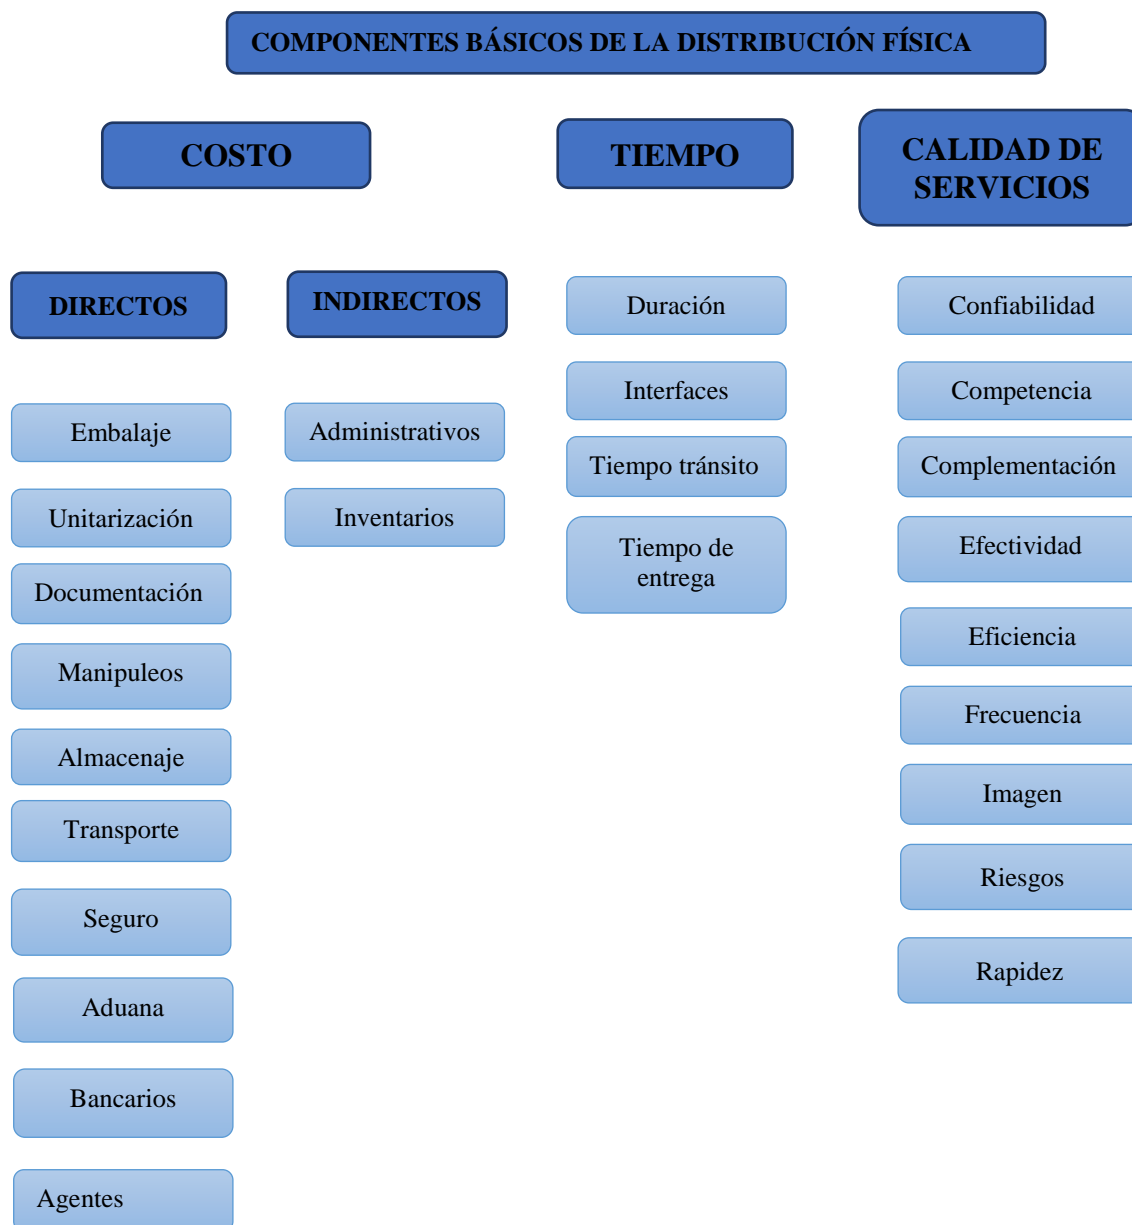 COMPONENTES BÁSICOS DE LA DISTRIBUCIÓN FÍSICA
COSTO
TIEMPO
CALIDAD DE
SERVICIOS
DIRECTOS
INDIRECTOS
Embalaje
Unitarización
Documentación
Manipuleos
Almacenaje
Transporte
Seguro
Aduana
Bancarios
Agentes
Administrativos
Inventarios
Duración
Interfaces
Tiempo tránsito
Tiempo de
entrega
Confiabilidad
Competencia
Complementación
Efectividad
Eficiencia
Frecuencia
Imagen
Riesgos
Rapidez